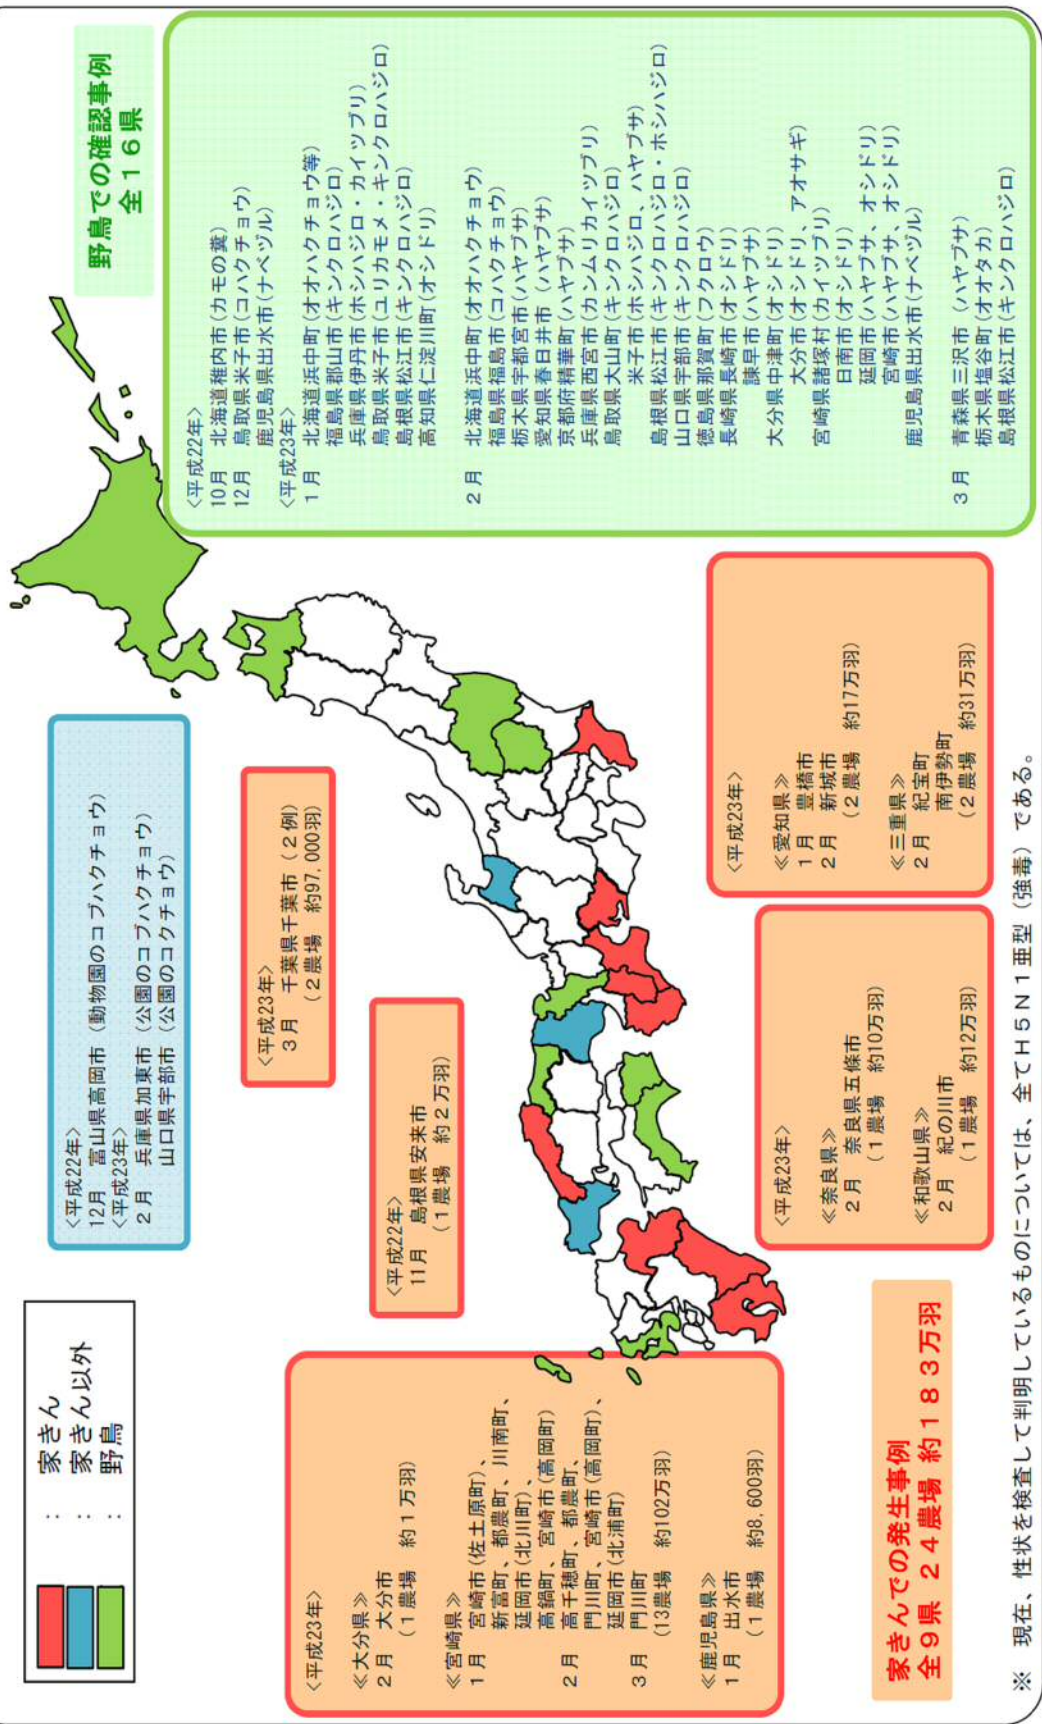 ：　家きん
：　家きん以外
：　野鳥
<平成22年>
12月　富山県高岡市（動物園のコブハクチョウ）
<平成23年>
２月　兵庫県加東市（公園のコブハクチョウ）
山口県宇部市（公園のコクチョウ）
野鳥での確認事例
全１６県
<平成22年>
10月　北海道稚内市(カモの糞)
12月　鳥取県米子市(コハクチョウ)
鹿児島県出水市(ナベヅル)
<平成23年>
１月　北海道浜中町(オオハクチョウ等)
福島県郡山市(キンクロハジロ)
兵庫県伊丹市(ホシハジロ・カイツブリ)
鳥取県米子市(ユリカモメ・キンクロハジロ)
島根県松江市(キンクロハジロ)
高知県仁淀川町(オシドリ)
２月　北海道浜中町(オオハクチョウ)
福島県福島市(コハクチョウ)
栃木県宇都宮市(ハヤブサ)
愛知県春日井市（ハヤブサ)
京都府精華町(ハヤブサ)
兵庫県西宮市(カンムリカイツブリ)
鳥取県大山町(キンクロハジロ)
米子市(ホシハジロ、ハヤブサ)
島根県松江市(キンクロハジロ・ホシハジロ)
山口県宇部市(キンクロハジロ)
徳島県那賀町(フクロウ)
長崎県長崎市(オシドリ)
諫早市(ハヤブサ)
大分県中津町(オシドリ)
大分市(オシドリ、アオサギ)
宮崎県諸塚村(カイツブリ)
日南市(オシドリ)
延岡市(ハヤブサ、オシドリ)
宮崎市(ハヤブサ、オシドリ)
鹿児島県出水市(ナベヅル)
３月　青森県三沢市（ハヤブサ)
栃木県塩谷町(オオタカ)
島根県松江市(キンクロハジロ)
<平成23年>
３月　千葉県千葉市（２例）
（２農場　約97,000羽）
<平成22年>
11月　島根県安来市
（１農場　約２万羽）
<平成23年>
≪大分県≫
２月　大分市
（１農場　約１万羽）
≪宮崎県≫
１月　宮崎市(佐土原町)、
新富町、都農町、川南町、
延岡市(北川町)、
高鍋町、宮崎市(高岡町)
２月　高千穂町、都農町、
門川町、宮崎市(高岡町)、
延岡市(北浦町)
３月　門川町
(13農場　約102万羽)
≪鹿児島県≫
１月　出水市
（１農場　約8,600羽）
<平成23年>
≪奈良県≫
２月　奈良県五條市
（１農場　約10万羽）
≪和歌山県≫
２月　紀の川市
（１農場　約12万羽）
<平成23年>
≪愛知県≫
１月　豊橋市
２月　新城市
（２農場　約17万羽）
≪三重県≫
２月　紀宝町
南伊勢町
（２農場　約31万羽）
家きんでの発生事例
全９県　２４農場　約１８３万羽
※　現在、性状を検査して判明しているものについては、全てＨ５Ｎ１亜型（強毒）である。